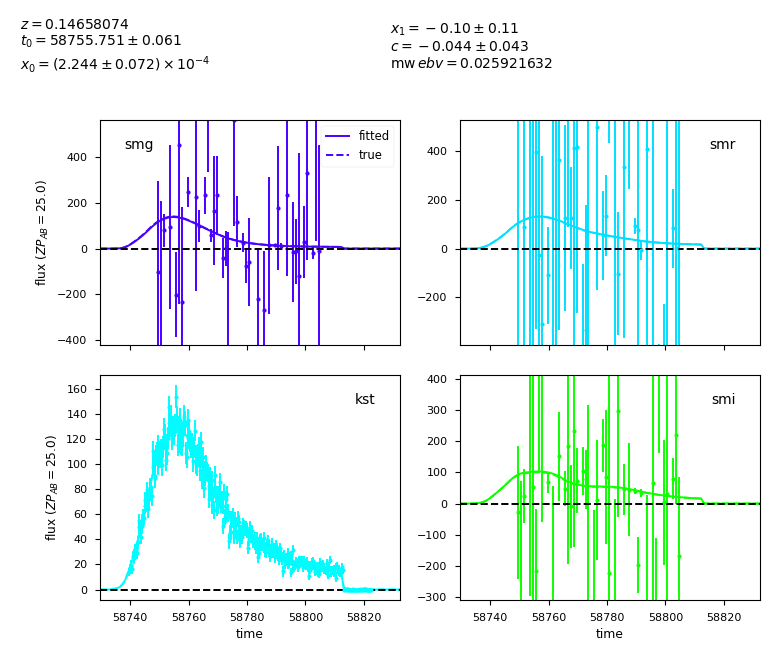 z = 0.14658074
t₀ = 58755.751 ± 0.061
x₀ = (2.244 ± 0.072) × 10⁻⁴
x₁ = −0.10 ± 0.11
c = −0.044 ± 0.043
mw ebv = 0.025921632
smg
fitted
true
400
200
0
−200
−400
flux (ZP_AB = 25.0)
smr
400
200
0
−200
kst
160
140
120
100
80
60
40
20
0
flux (ZP_AB = 25.0)
58740 58760 58780 58800 58820
time
smi
400
300
200
100
0
−100
−200
−300
58740 58760 58780 58800 58820
time